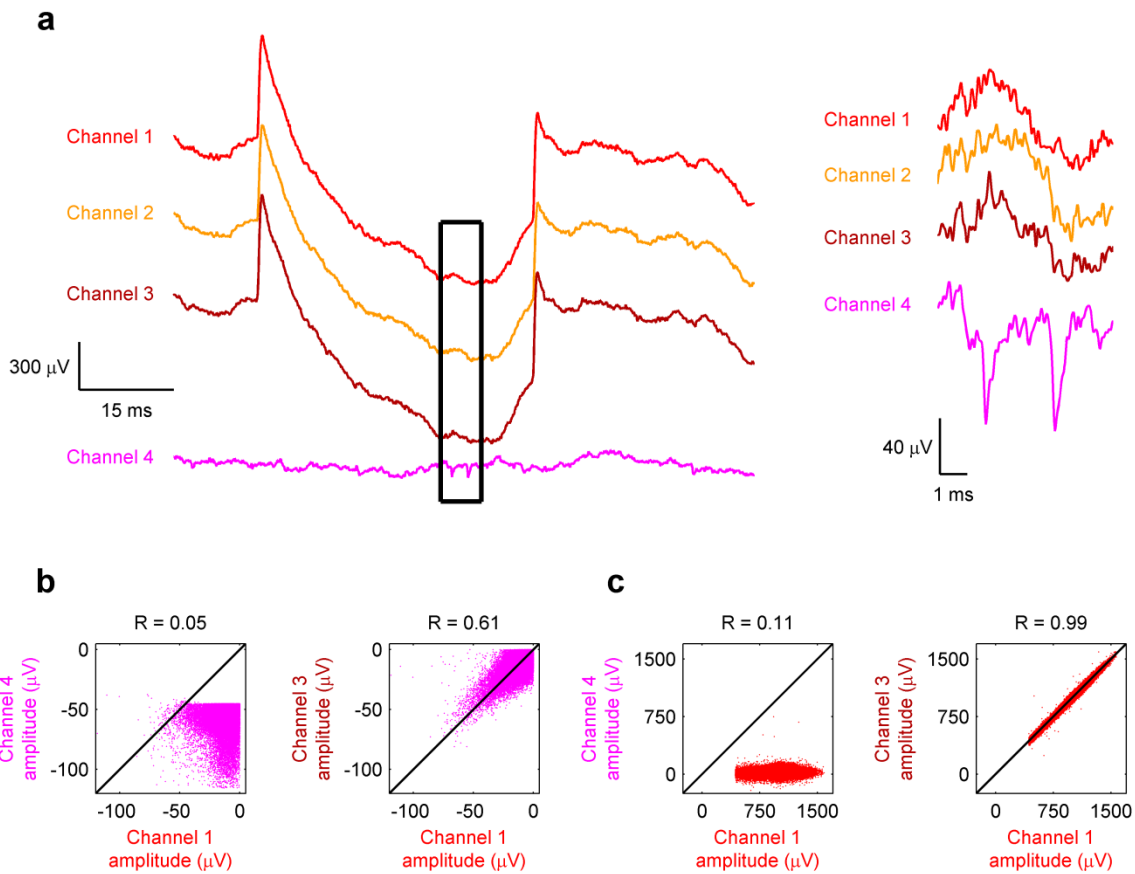 a
Channel 1
Channel 2
Channel 3
Channel 4
300 μV
15 ms
Channel 1
Channel 2
Channel 3
Channel 4
40 μV
1 ms
b
R = 0.05
Channel 4
amplitude (μV)
0
-50
-100
-100
-50
0
Channel 1
amplitude (μV)
R = 0.61
Channel 3
amplitude (μV)
0
-50
-100
-100
-50
0
Channel 1
amplitude (μV)
c
R = 0.11
Channel 4
amplitude (μV)
1500
750
0
0
750
1500
Channel 1
amplitude (μV)
R = 0.99
Channel 3
amplitude (μV)
1500
750
0
0
750
1500
Channel 1
amplitude (μV)